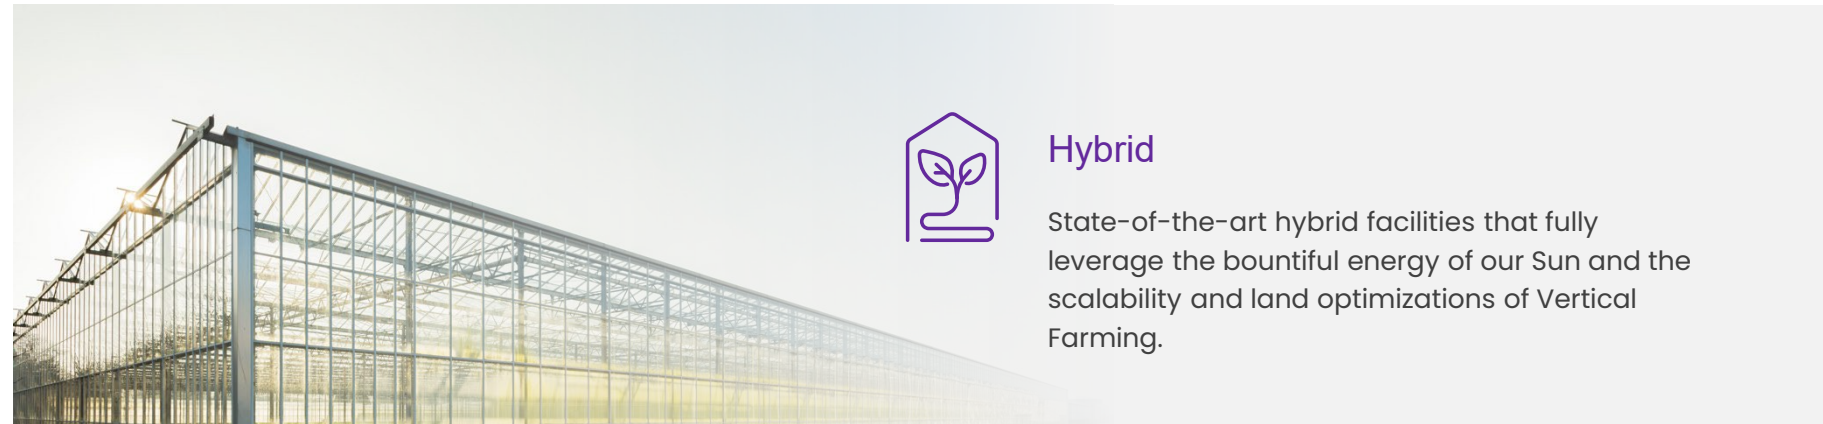 Hybrid
State-of-the-art hybrid facilities that fully
leverage the bountiful energy of our Sun and the
scalability and land optimizations of Vertical
Farming.